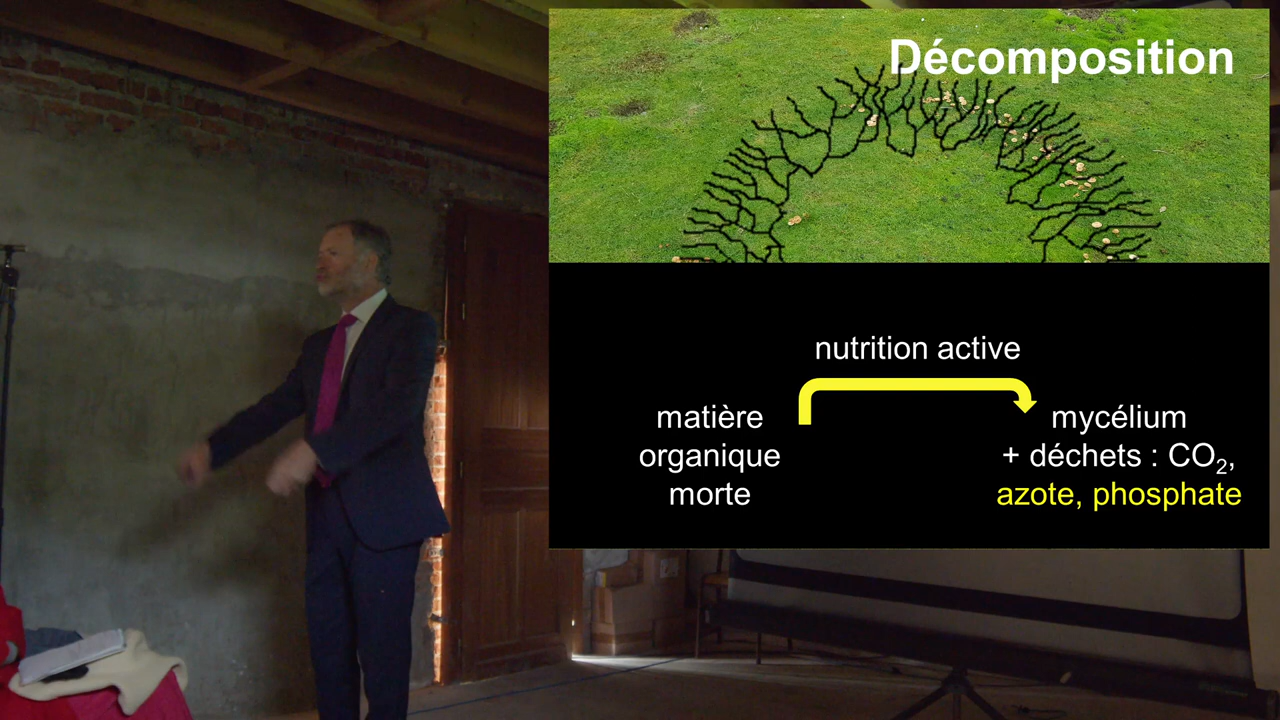 Décomposition
nutrition active
matière
organique
morte
mycélium
+ déchets : CO₂,
azote, phosphate